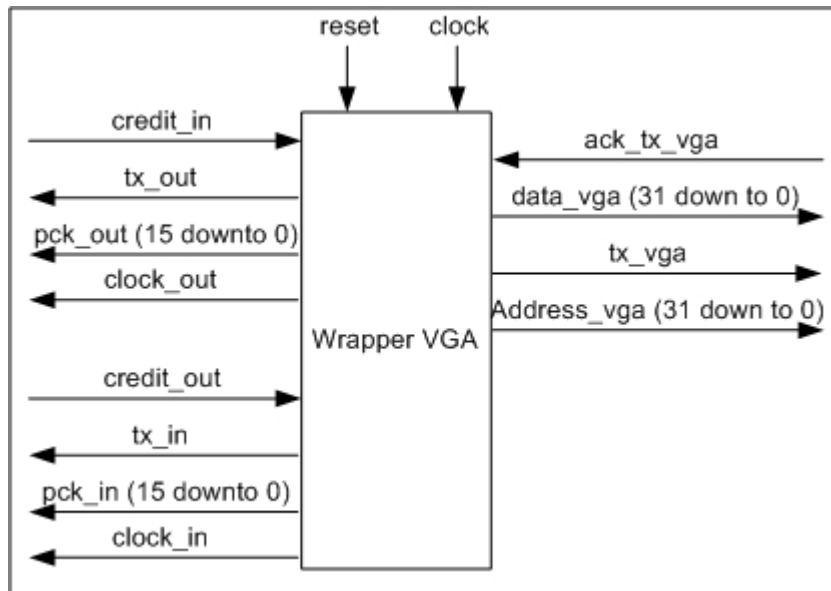 reset
clock
credit_in
tx_out
pck_out (15 downto 0)
clock_out
credit_out
tx_in
pck_in (15 downto 0)
clock_in
Wrapper VGA
ack_tx_vga
data_vga (31 down to 0)
tx_vga
Address_vga (31 down to 0)